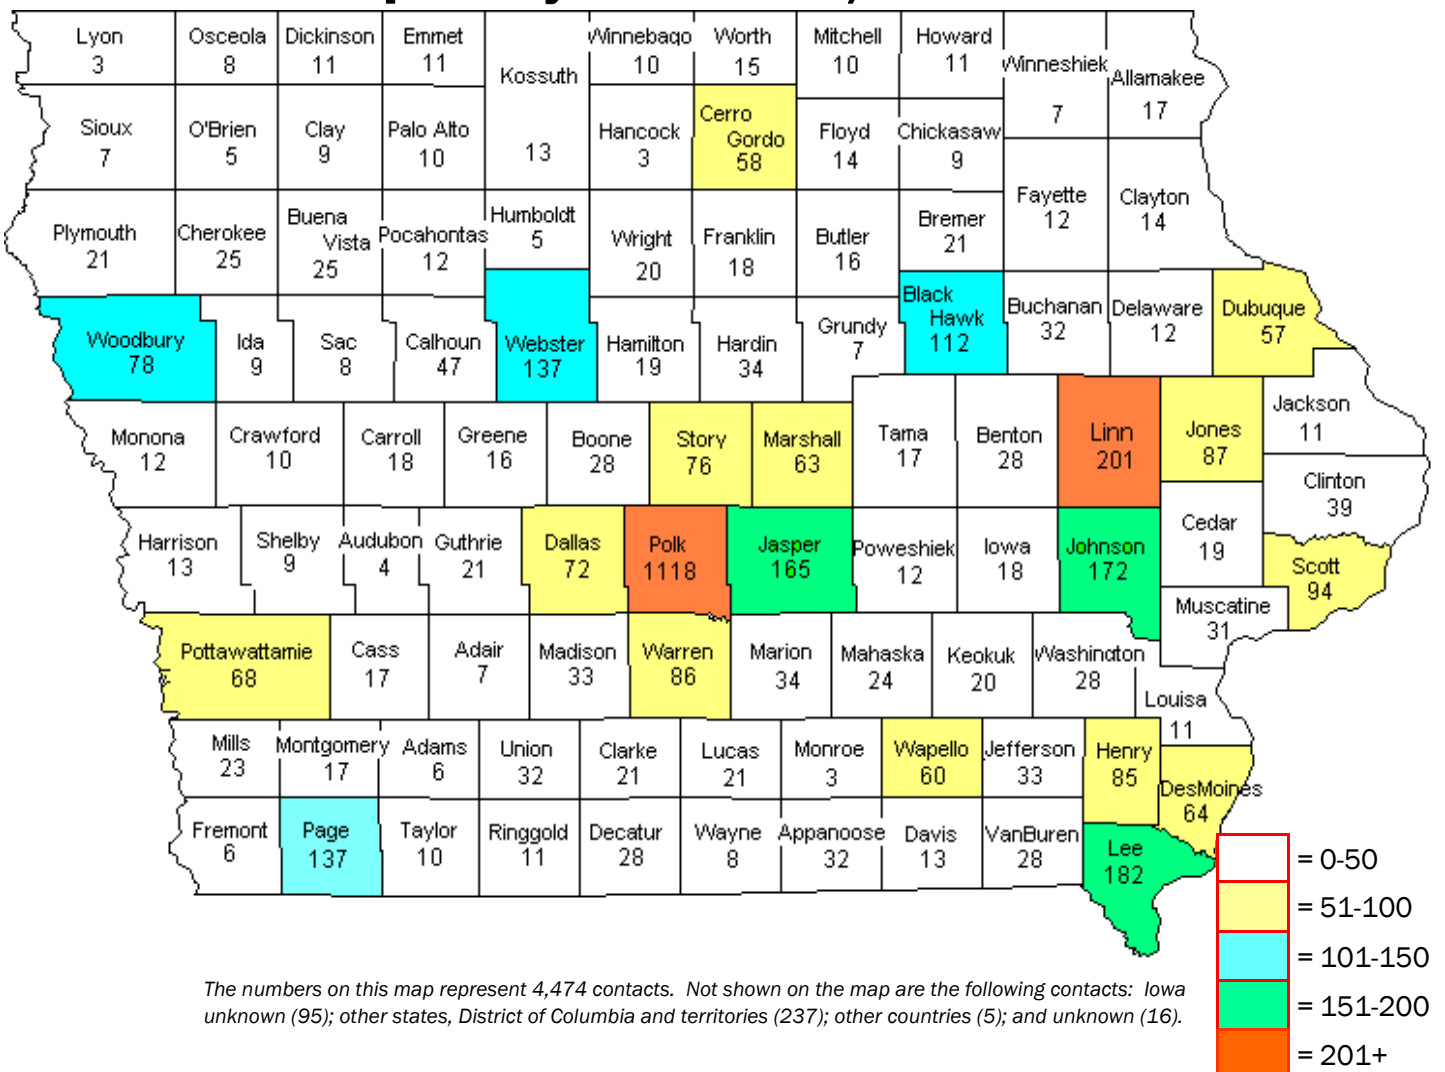 Lyon
3
Osceola
8
Dickinson
11
Emmet
11
Kossuth
13
Winnebago
10
Worth
15
Mitchell
10
Howard
11
Winneshiek
7
Allamakee
17
Sioux
7
O'Brien
5
Clay
9
Palo Alto
10
Hancock
3
Cerro
Gordo
58
Floyd
14
Chickasaw
9
Fayette
12
Clayton
14
Plymouth
21
Cherokee
25
Buena
Vista
25
Pocahontas
12
Humboldt
5
Wright
20
Franklin
18
Butler
16
Bremer
21
Woodbury
78
Ida
9
Sac
8
Calhoun
47
Webster
137
Hamilton
19
Hardin
34
Grundy
7
Black
Hawk
112
Buchanan
32
Delaware
12
Dubuque
57
Monona
12
Crawford
10
Carroll
18
Greene
16
Boone
28
Story
76
Marshall
63
Tama
17
Benton
28
Linn
201
Jones
87
Jackson
11
Clinton
39
Harrison
13
Shelby
9
Audubon
4
Guthrie
21
Dallas
72
Polk
1118
Jasper
165
Poweshiek
12
Iowa
18
Johnson
172
Cedar
19
Scott
94
Muscatine
31
Pottawattamie
68
Cass
17
Adair
7
Madison
33
Warren
86
Marion
34
Mahaska
24
Keokuk
20
Washington
28
Louisa
11
Mills
23
Montgomery
17
Adams
6
Union
32
Clarke
21
Lucas
21
Monroe
3
Wapello
60
Jefferson
33
Henry
85
DesMoines
64
Fremont
6
Page
137
Taylor
10
Ringgold
11
Decatur
28
Wayne
8
Appanoose
32
Davis
13
VanBuren
28
Lee
182
= 0-50
= 51-100
= 101-150
= 151-200
= 201+
The numbers on this map represent 4,474 contacts. Not shown on the map are the following contacts: Iowa
unknown (95); other states, District of Columbia and territories (237); other countries (5); and unknown (16).